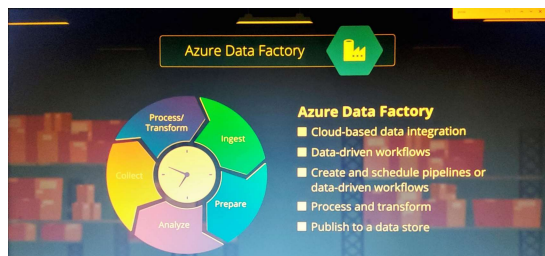 Azure Data Factory
Process/
Transform
Ingest
Collect
Prepare
Analyze
Azure Data Factory
Cloud-based data integration
Data-driven workflows
Create and schedule pipelines or
data-driven workflows
Process and transform
Publish to a data store